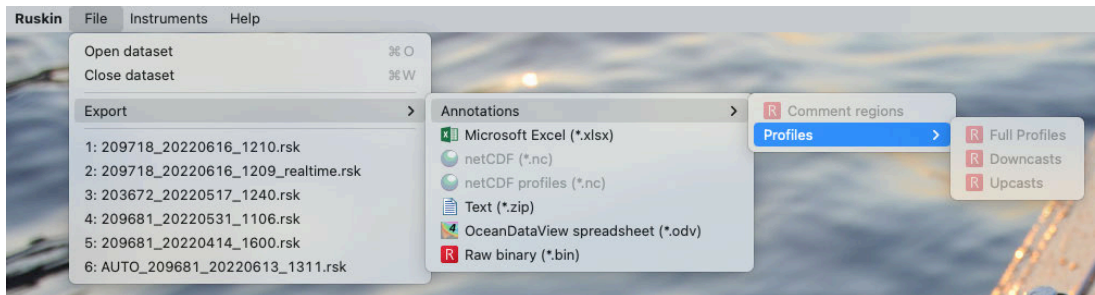 Ruskin File Instruments Help
Open dataset ⌘O
Close dataset ⌘W
Export >
1: 209718_20220616_1210.rsk
2: 209718_20220616_1209_realtime.rsk
3: 203672_20220517_1240.rsk
4: 209681_20220531_1106.rsk
5: 209681_20220414_1600.rsk
6: AUTO_209681_20220613_1311.rsk
Annotations >
Microsoft Excel (*.xlsx)
netCDF (*.nc)
netCDF profiles (*.nc)
Text (*.zip)
OceanDataView spreadsheet (*.odv)
R Raw binary (*.bin)
R Comment regions
Profiles >
R Full Profiles
R Downcasts
R Upcasts